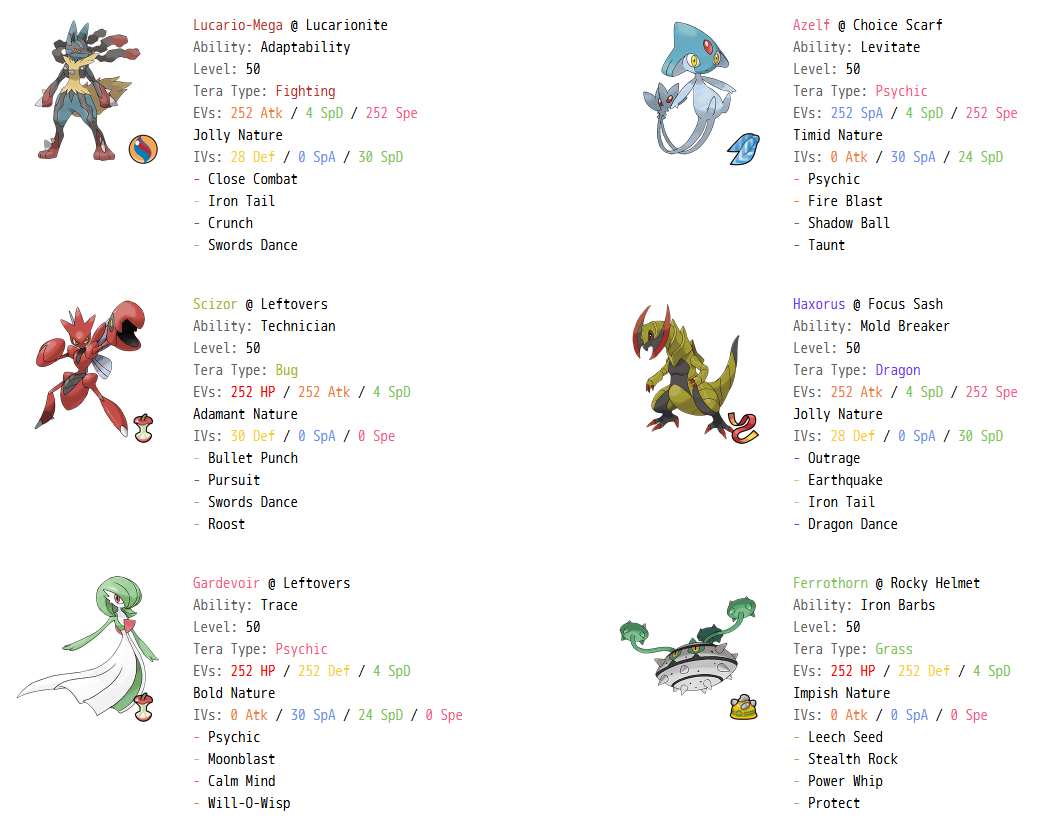 Lucario-Mega @ Lucarionite
Ability: Adaptability
Level: 50
Tera Type: Fighting
EVs: 252 Atk / 4 SpD / 252 Spe
Jolly Nature
IVs: 28 Def / 0 SpA / 30 SpD
- Close Combat
- Iron Tail
- Crunch
- Swords Dance
Azelf @ Choice Scarf
Ability: Levitate
Level: 50
Tera Type: Psychic
EVs: 252 SpA / 4 SpD / 252 Spe
Timid Nature
IVs: 0 Atk / 30 SpA / 24 SpD
- Psychic
- Fire Blast
- Shadow Ball
- Taunt
Scizor @ Leftovers
Ability: Technician
Level: 50
Tera Type: Bug
EVs: 252 HP / 252 Atk / 4 SpD
Adamant Nature
IVs: 30 Def / 0 SpA / 0 Spe
- Bullet Punch
- Pursuit
- Swords Dance
- Roost
Haxorus @ Focus Sash
Ability: Mold Breaker
Level: 50
Tera Type: Dragon
EVs: 252 Atk / 4 SpD / 252 Spe
Jolly Nature
IVs: 28 Def / 0 SpA / 30 SpD
- Outrage
- Earthquake
- Iron Tail
- Dragon Dance
Gardevoir @ Leftovers
Ability: Trace
Level: 50
Tera Type: Psychic
EVs: 252 HP / 252 Def / 4 SpD
Bold Nature
IVs: 0 Atk / 30 SpA / 24 SpD / 0 Spe
- Psychic
- Moonblast
- Calm Mind
- Will-O-Wisp
Ferrothorn @ Rocky Helmet
Ability: Iron Barbs
Level: 50
Tera Type: Grass
EVs: 252 HP / 252 Def / 4 SpD
Impish Nature
IVs: 0 Atk / 0 SpA / 0 Spe
- Leech Seed
- Stealth Rock
- Power Whip
- Protect